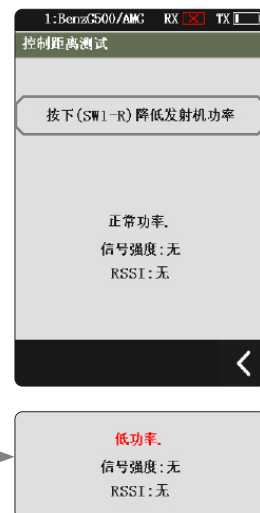 1:BenzG500/AMG RX TX
控制距离测试
按下(SW1-R)降低发射机功率
正常功率.
信号强度:无
RSSI:无
低功率.
信号强度:无
RSSI:无